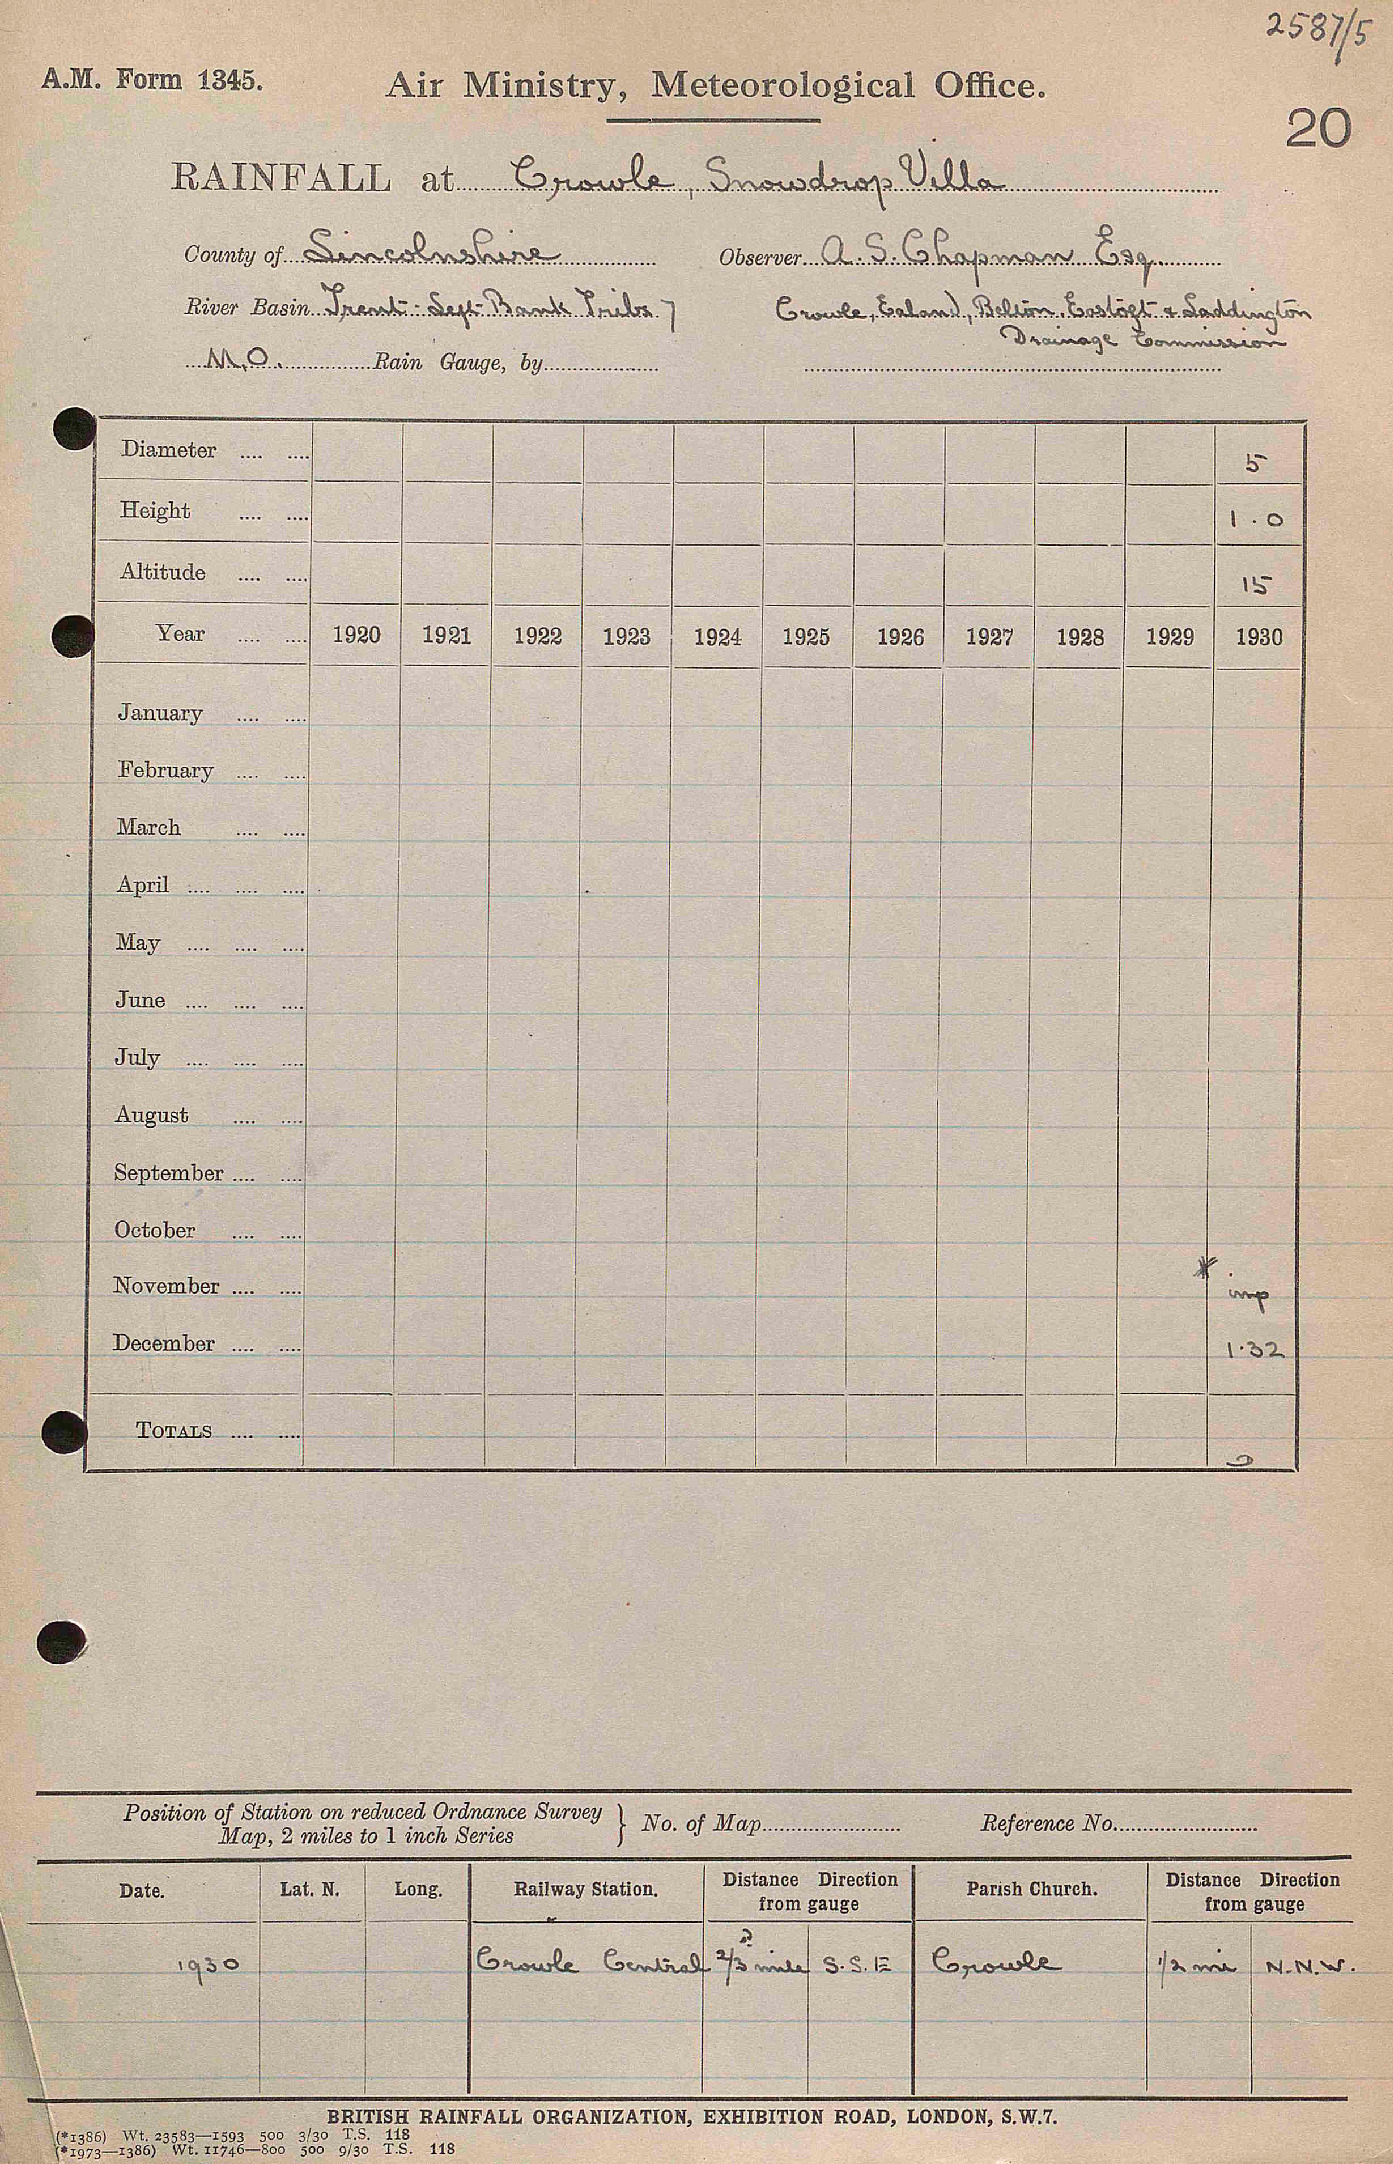 2587/5
A.M. Form 1345. Air Ministry, Meteorological Office.
20
RAINFALL at Crowle, Snowdrop Villa
County of Lincolnshire Observer A. S. Chapman Esq.
River Basin Trent: Left Bank Tribs 7 Crowle, Ealand, Belton, Eastoft & Laddington
Drainage Commission
M.O. Rain Gauge, by
Diameter .... .... 5
Height .... .... 1.0
Altitude .... .... 15
Year .... .... 1920 1921 1922 1923 1924 1925 1926 1927 1928 1929 1930
January .... ....
February .... ....
March .... ....
April .... .... ....
May .... .... ....
June .... .... ....
July .... .... ....
August .... ....
September .... ....
October .... ....
November .... .... * imp
December .... .... 1.32
TOTALS .... ....
Position of Station on reduced Ordnance Survey
Map, 2 miles to 1 inch Series } No. of Map Reference No.
Date. Lat. N. Long. Railway Station. Distance Direction from gauge Parish Church. Distance Direction from gauge
1930 Crowle Central 2/3 mile ? S.S.E Crowle 1/2 mi N.N.W.
BRITISH RAINFALL ORGANIZATION, EXHIBITION ROAD, LONDON, S.W.7.
(*1386) Wt. 23583—1593 500 3/30 T.S. 118
(*1973—1386) Wt. 11746—800 500 9/30 T.S. 118